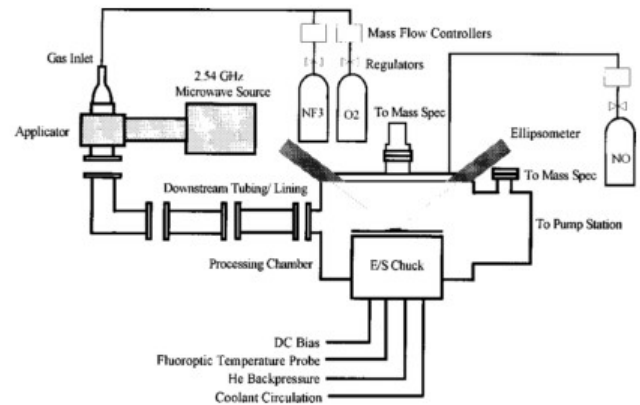 Mass Flow Controllers
Gas Inlet
Regulators
2.54 GHz
Microwave Source
NF3
O2
To Mass Spec
Applicator
Ellipsometer
NO
To Mass Spec
Downstream Tubing/ Lining
To Pump Station
Processing Chamber
E/S Chuck
DC Bias
Fluoroptic Temperature Probe
He Backpressure
Coolant Circulation